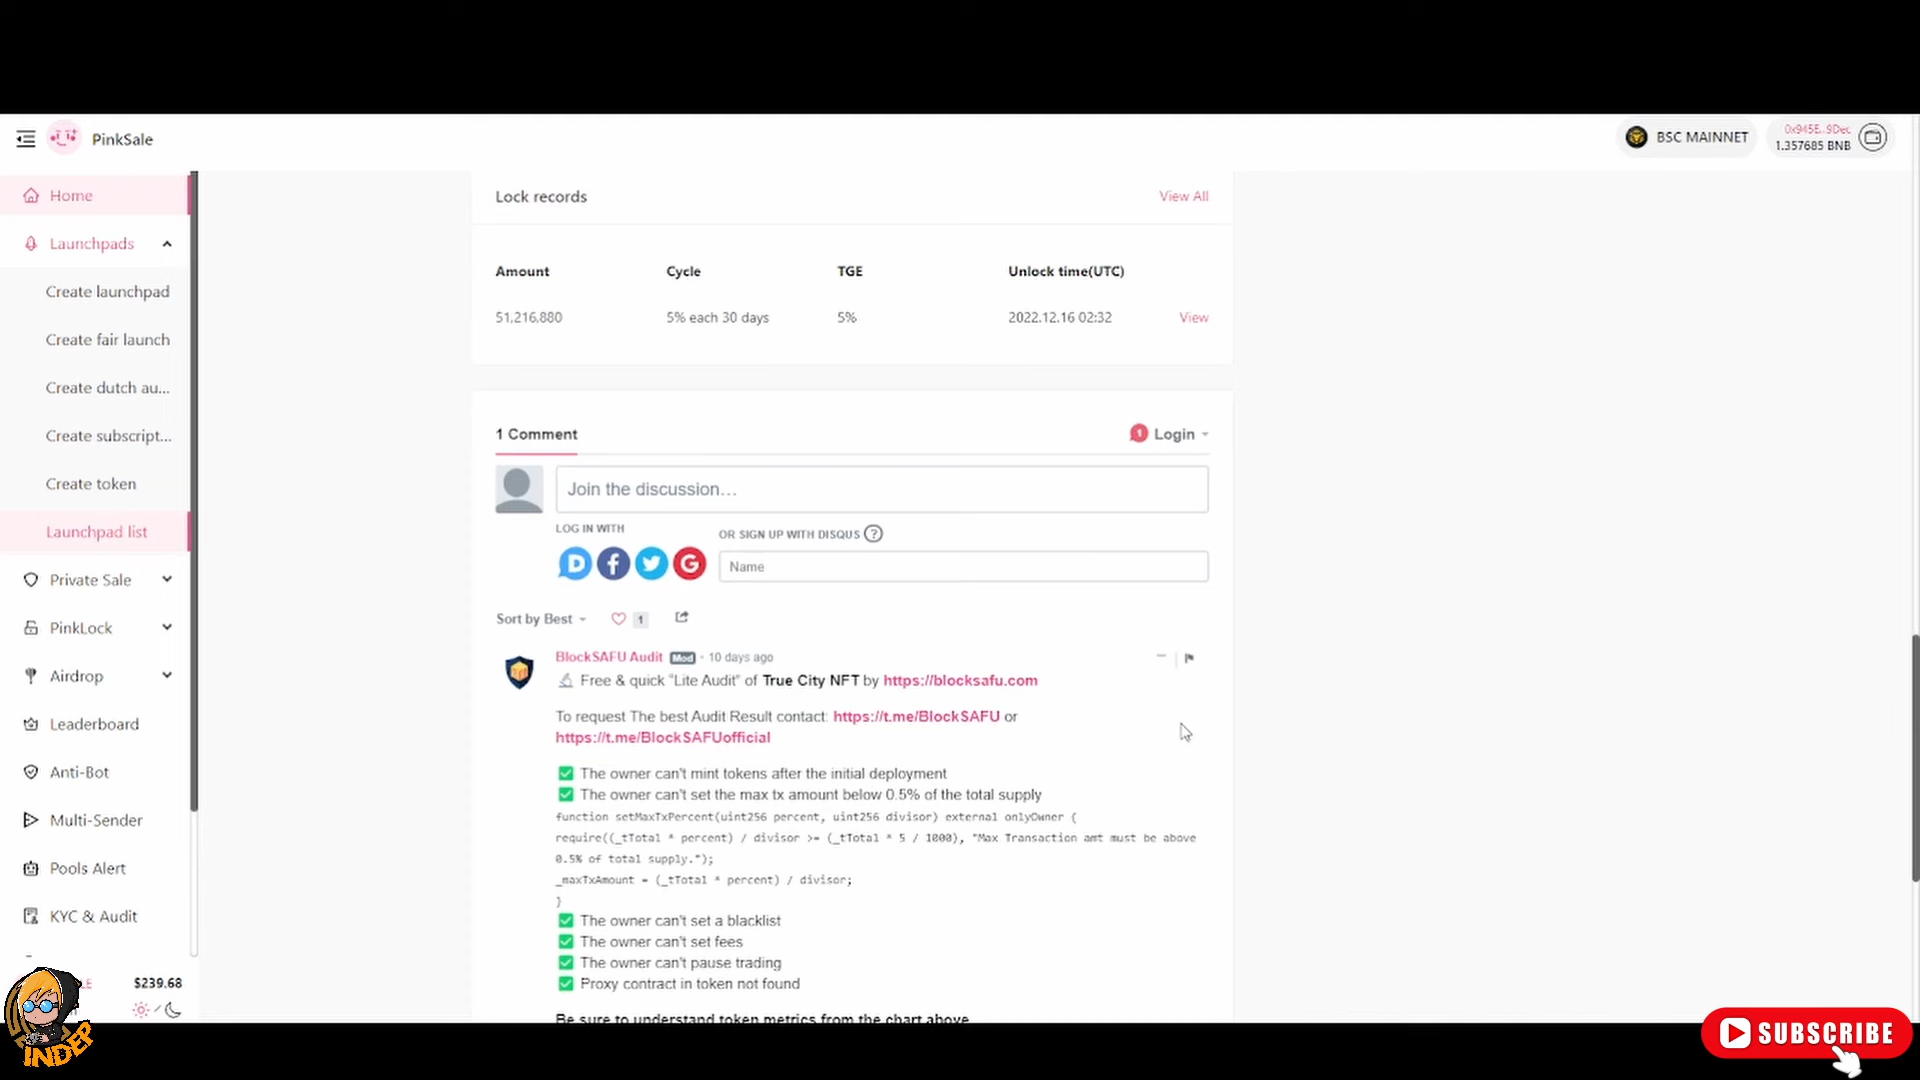 PinkSale
BSC MAINNET
0x945E...9Dec
1.357685 BNB
Home
Launchpads
Create launchpad
Create fair launch
Create dutch au...
Create subscript...
Create token
Launchpad list
Private Sale
PinkLock
Airdrop
Leaderboard
Anti-Bot
Multi-Sender
Pools Alert
KYC & Audit
$239.68
INDEP
Lock records
View All
Amount Cycle TGE Unlock time(UTC)
51,216,880 5% each 30 days 5% 2022.12.16 02:32 View
1 Comment
1 Login
Join the discussion...
LOG IN WITH
OR SIGN UP WITH DISQUS ?
D f G
Name
Sort by Best 1
BlockSAFU Audit Mod • 10 days ago
Free & quick "Lite Audit" of True City NFT by https://blocksafu.com
To request The best Audit Result contact: https://t.me/BlockSAFU or
https://t.me/BlockSAFUofficial
✅ The owner can't mint tokens after the initial deployment
✅ The owner can't set the max tx amount below 0.5% of the total supply
function setMaxTxPercent(uint256 percent, uint256 divisor) external onlyOwner {
require((_tTotal * percent) / divisor >= (_tTotal * 5 / 1000), "Max Transaction amt must be above
0.5% of total supply.");
_maxTxAmount = (_tTotal * percent) / divisor;
}
✅ The owner can't set a blacklist
✅ The owner can't set fees
✅ The owner can't pause trading
✅ Proxy contract in token not found
Be sure to understand token metrics from the chart above
SUBSCRIBE